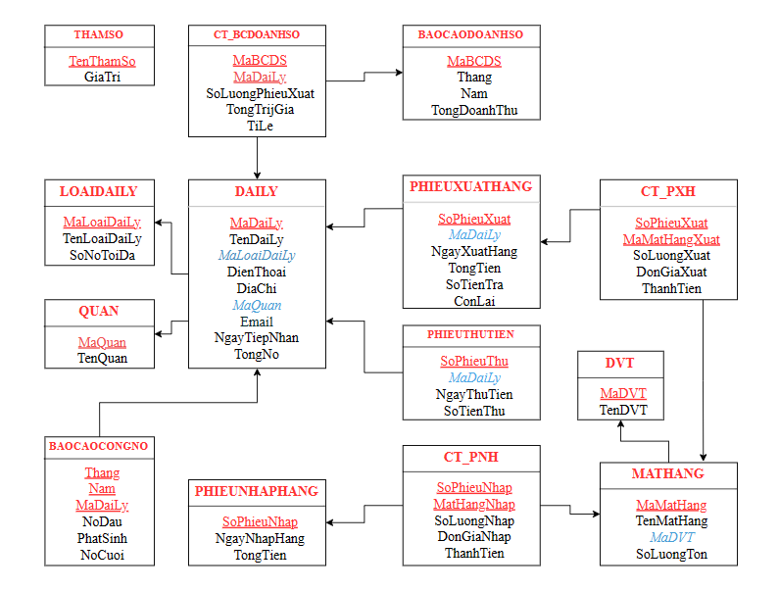 THAMSO
TenThamSo
GiaTri
CT_BCDOANHSO
MaBCDS
MaDaiLy
SoLuongPhieuXuat
TongTrijGia
TiLe
BAOCAODOANHSO
MaBCDS
Thang
Nam
TongDoanhThu
LOAIDAILY
MaLoaiDaiLy
TenLoaiDaiLy
SoNoToiDa
DAILY
MaDaiLy
TenDaiLy
MaLoaiDaiLy
DienThoai
DiaChi
MaQuan
Email
NgayTiepNhan
TongNo
PHIEUXUATHANG
SoPhieuXuat
MaDaiLy
NgayXuatHang
TongTien
SoTienTra
ConLai
CT_PXH
SoPhieuXuat
MaMatHangXuat
SoLuongXuat
DonGiaXuat
ThanhTien
QUAN
MaQuan
TenQuan
PHIEUTHUTIEN
SoPhieuThu
MaDaiLy
NgayThuTien
SoTienThu
DVT
MaDVT
TenDVT
BAOCAOCONGNO
Thang
Nam
MaDaiLy
NoDau
PhatSinh
NoCuoi
PHIEUNHAPHANG
SoPhieuNhap
NgayNhapHang
TongTien
CT_PNH
SoPhieuNhap
MatHangNhap
SoLuongNhap
DonGiaNhap
ThanhTien
MATHANG
MaMatHang
TenMatHang
MaDVT
SoLuongTon